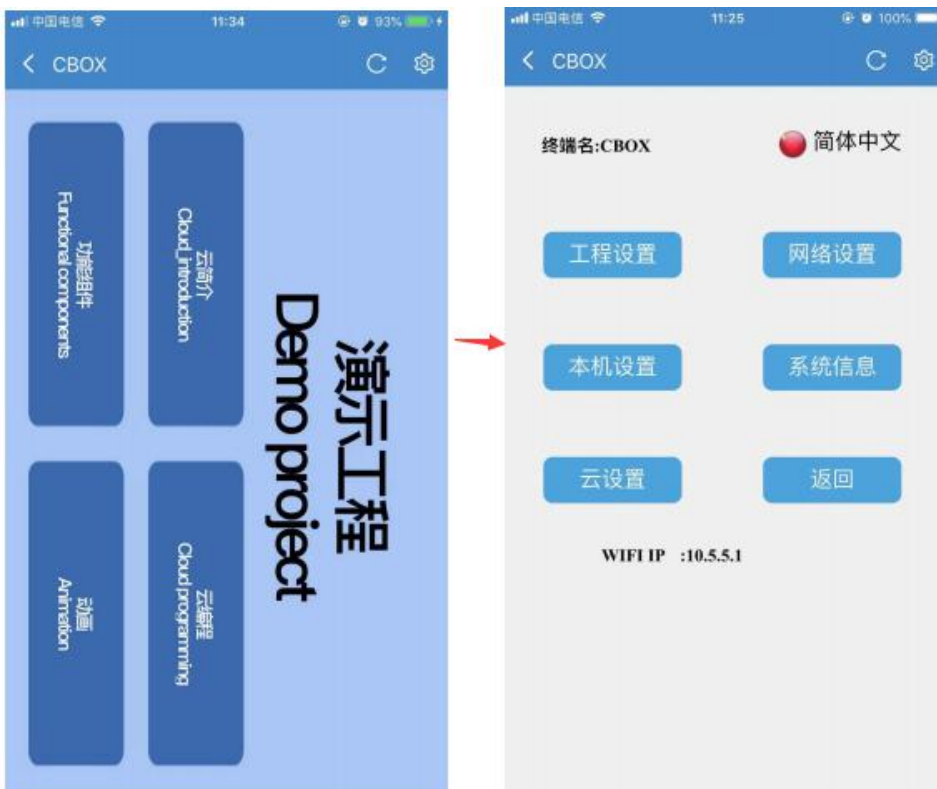 中国电信 11:34 93%
CBOX
演示工程
Demo project
云简介
Cloud_introduction
云编程
Cloud programming
功能组件
Functional components
动画
Animation
中国电信 11:25 100%
CBOX
终端名:CBOX 简体中文
工程设置 网络设置
本机设置 系统信息
云设置 返回
WIFI IP :10.5.5.1